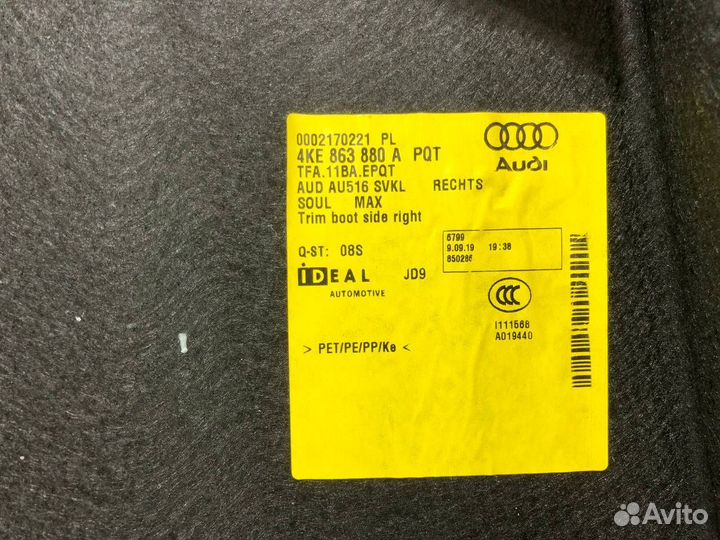 0002170221 PL
4KE 863 880 A PQT
TFA.11BA.EPQT
AUD AU516 SVKL RECHTS
SOUL MAX
Trim boot side right
Audi
Q-ST: 08S
6799
9.09.19 19:38
850286
iDEAL JD9
AUTOMOTIVE
CCC
I111568
A019440
> PET/PE/PP/Ke <
Avito